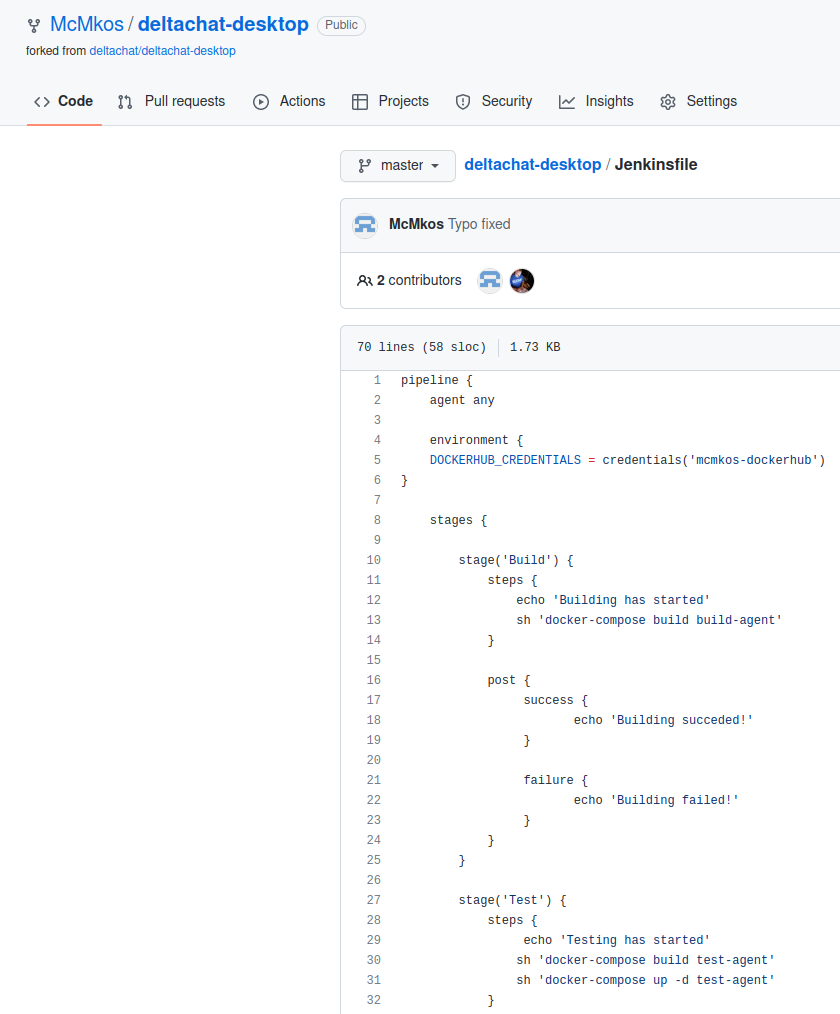 McMkos / deltachat-desktop Public
forked from deltachat/deltachat-desktop
Code Pull requests Actions Projects Security Insights Settings
master deltachat-desktop / Jenkinsfile
McMkos Typo fixed
2 contributors
70 lines (58 sloc) 1.73 KB
1 pipeline {
2     agent any
3
4     environment {
5     DOCKERHUB_CREDENTIALS = credentials('mcmkos-dockerhub')
6 }
7
8     stages {
9
10         stage('Build') {
11             steps {
12                 echo 'Building has started'
13                 sh 'docker-compose build build-agent'
14             }
15
16             post {
17                  success {
18                         echo 'Building succeded!'
19                  }
20
21                  failure {
22                         echo 'Building failed!'
23                  }
24             }
25         }
26
27         stage('Test') {
28             steps {
29                  echo 'Testing has started'
30                 sh 'docker-compose build test-agent'
31                 sh 'docker-compose up -d test-agent'
32             }